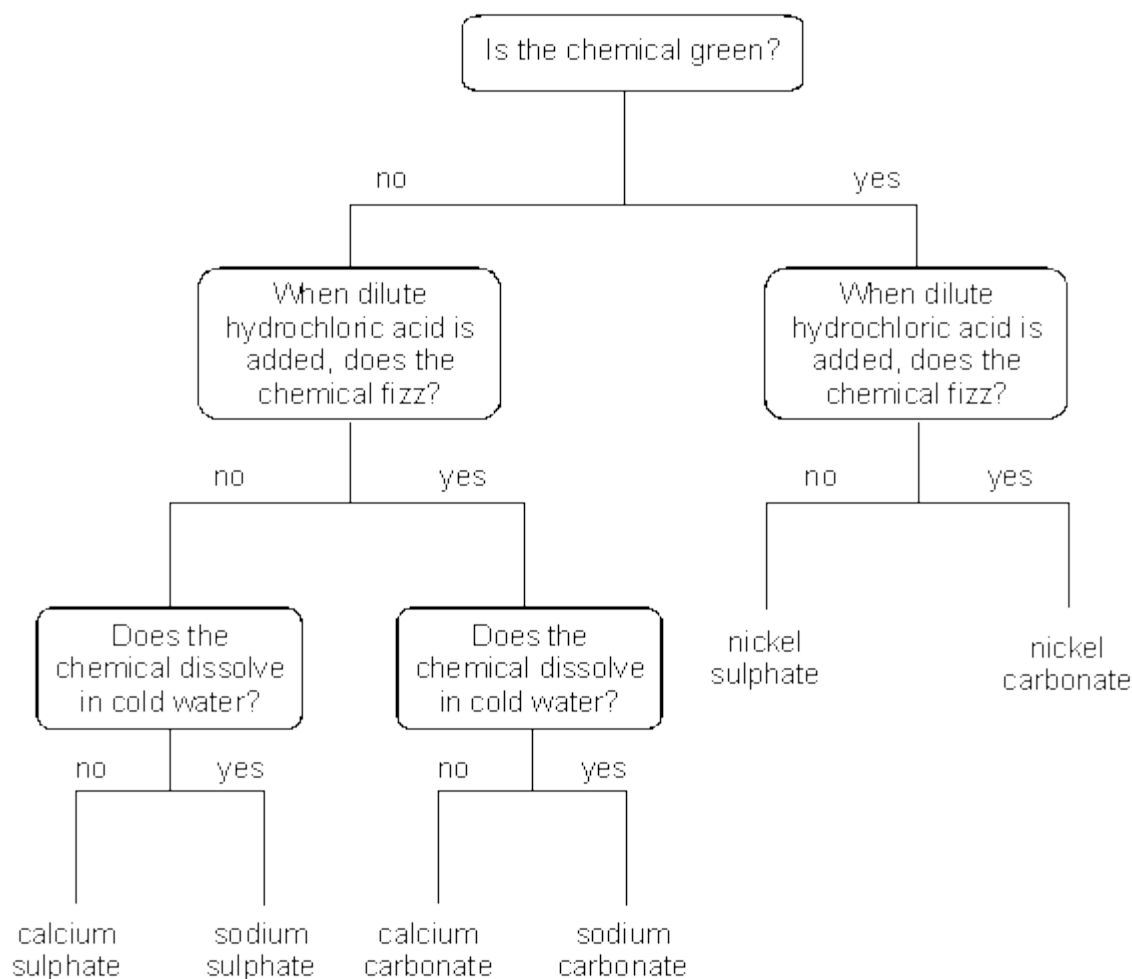 Is the chemical green?
no
yes
When dilute
hydrochloric acid is
added, does the
chemical fizz?
When dilute
hydrochloric acid is
added, does the
chemical fizz?
no
yes
no
yes
Does the
chemical dissolve
in cold water?
Does the
chemical dissolve
in cold water?
nickel
sulphate
nickel
carbonate
no
yes
no
yes
calcium
sulphate
sodium
sulphate
calcium
carbonate
sodium
carbonate